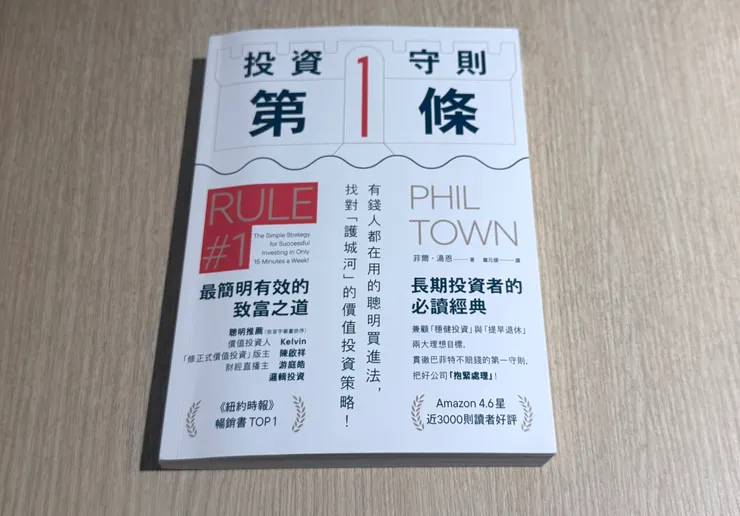 投資 1 守則
第 條
RULE
#1
The Simple Strategy
for Successful
Investing in Only
15 Minutes a Week!
最簡明有效的
致富之道
聰明推薦(依首字筆畫排序)
價值投資人 Kelvin
「修正式價值投資」版主 陳啟祥
財經直播主 游庭皓
邏輯投資
《紐約時報》
暢銷書 TOP 1
有錢人都在用的聰明買進法,
找對「護城河」的價值投資策略!
PHIL
TOWN
菲爾・湯恩——著 譯
長期投資者的
必讀經典
兼顧「穩健投資」與「提早退休」
兩大理想目標,
貫徹巴菲特不賠錢的第一守則,
把好公司「抱緊處理」!
Amazon 4.6星
近3000則讀者好評